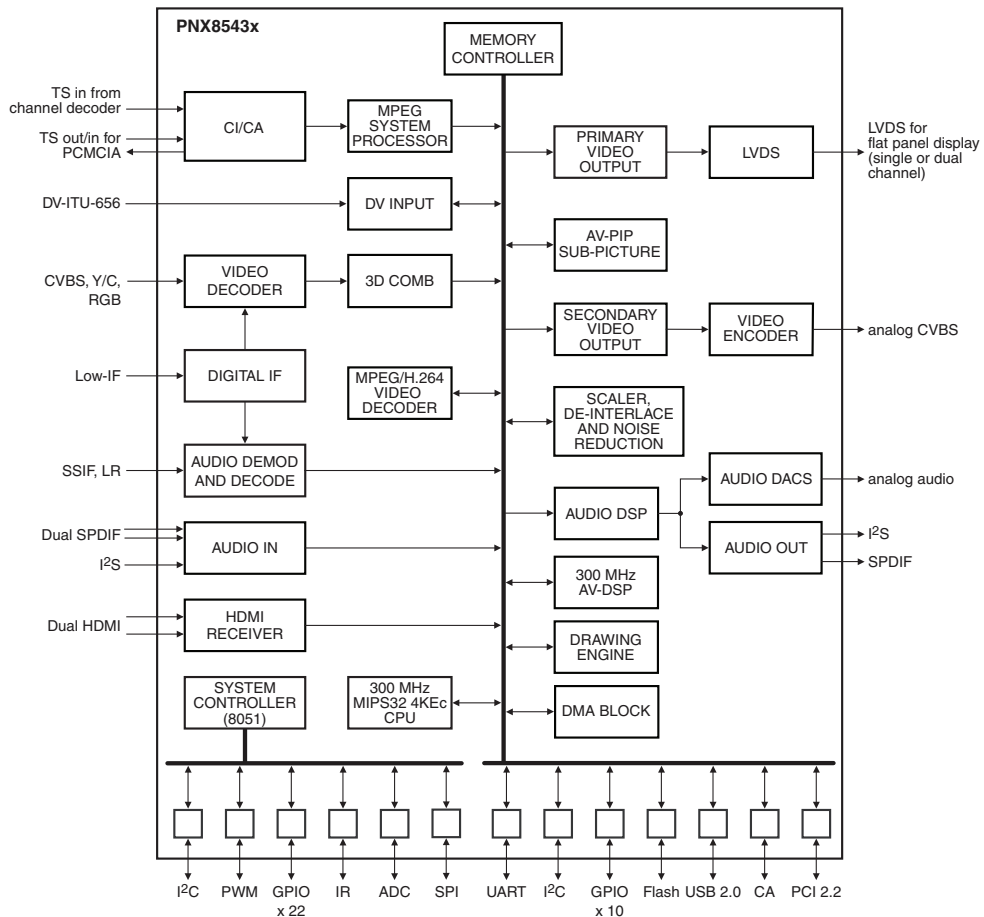 PNX8543x
MEMORY
CONTROLLER
TS in from
channel decoder
TS out/in for
PCMCIA
CI/CA
MPEG
SYSTEM
PROCESSOR
PRIMARY
VIDEO
OUTPUT
LVDS
LVDS for
flat panel display
(single or dual
channel)
DV-ITU-656
DV INPUT
AV-PIP
SUB-PICTURE
CVBS, Y/C,
RGB
VIDEO
DECODER
3D COMB
SECONDARY
VIDEO
OUTPUT
VIDEO
ENCODER
analog CVBS
Low-IF
DIGITAL IF
MPEG/H.264
VIDEO
DECODER
SCALER,
DE-INTERLACE
AND NOISE
REDUCTION
SSIF, LR
AUDIO DEMOD
AND DECODE
AUDIO DACS
analog audio
AUDIO DSP
Dual SPDIF
I²S
AUDIO IN
AUDIO OUT
I²S
SPDIF
300 MHz
AV-DSP
Dual HDMI
HDMI
RECEIVER
DRAWING
ENGINE
SYSTEM
CONTROLLER
(8051)
300 MHz
MIPS32 4KEc
CPU
DMA BLOCK
I²C PWM GPIO IR ADC SPI UART I²C GPIO Flash USB 2.0 CA PCI 2.2
x 22 x 10